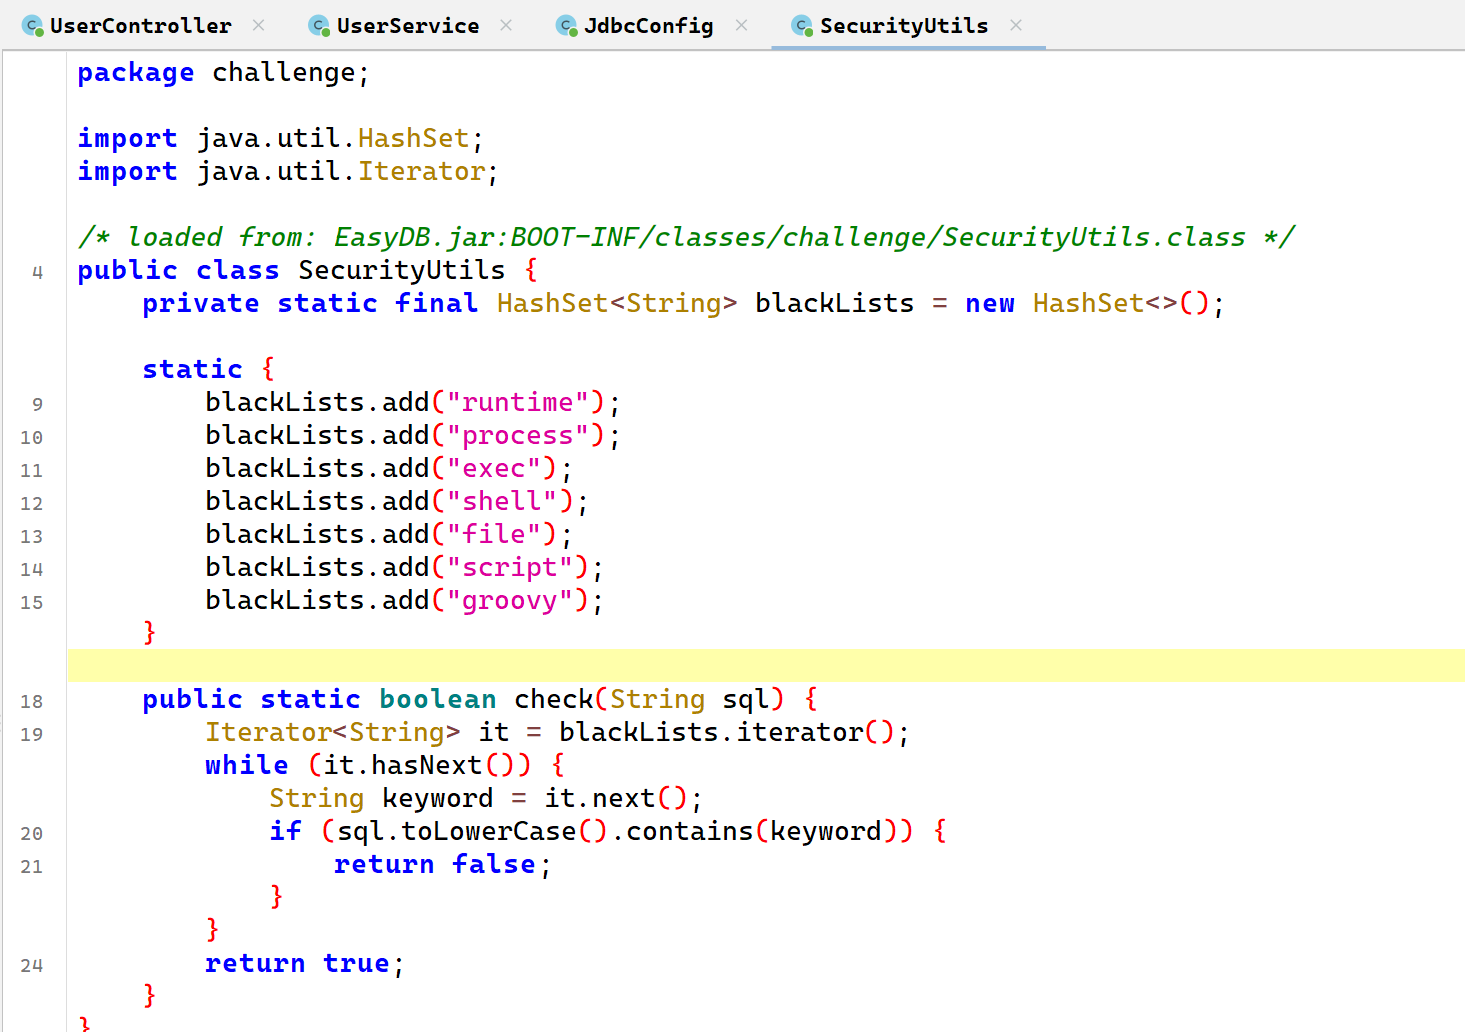 UserController UserService JdbcConfig SecurityUtils
package challenge;
import java.util.HashSet;
import java.util.Iterator;
/* loaded from: EasyDB.jar:BOOT-INF/classes/challenge/SecurityUtils.class */
4 public class SecurityUtils {
private static final HashSet<String> blackLists = new HashSet<>();
static {
9 blackLists.add("runtime");
10 blackLists.add("process");
11 blackLists.add("exec");
12 blackLists.add("shell");
13 blackLists.add("file");
14 blackLists.add("script");
15 blackLists.add("groovy");
}
18 public static boolean check(String sql) {
19 Iterator<String> it = blackLists.iterator();
while (it.hasNext()) {
String keyword = it.next();
20 if (sql.toLowerCase().contains(keyword)) {
21 return false;
}
}
24 return true;
}
}